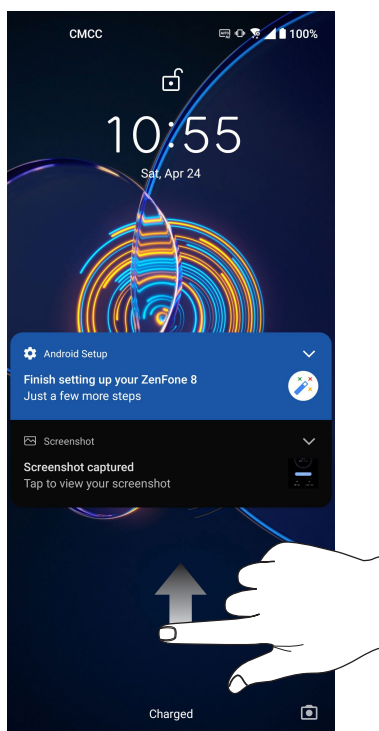 CMCC 100%
10:55
Sat, Apr 24
Android Setup
Finish setting up your ZenFone 8
Just a few more steps
Screenshot
Screenshot captured
Tap to view your screenshot
Charged